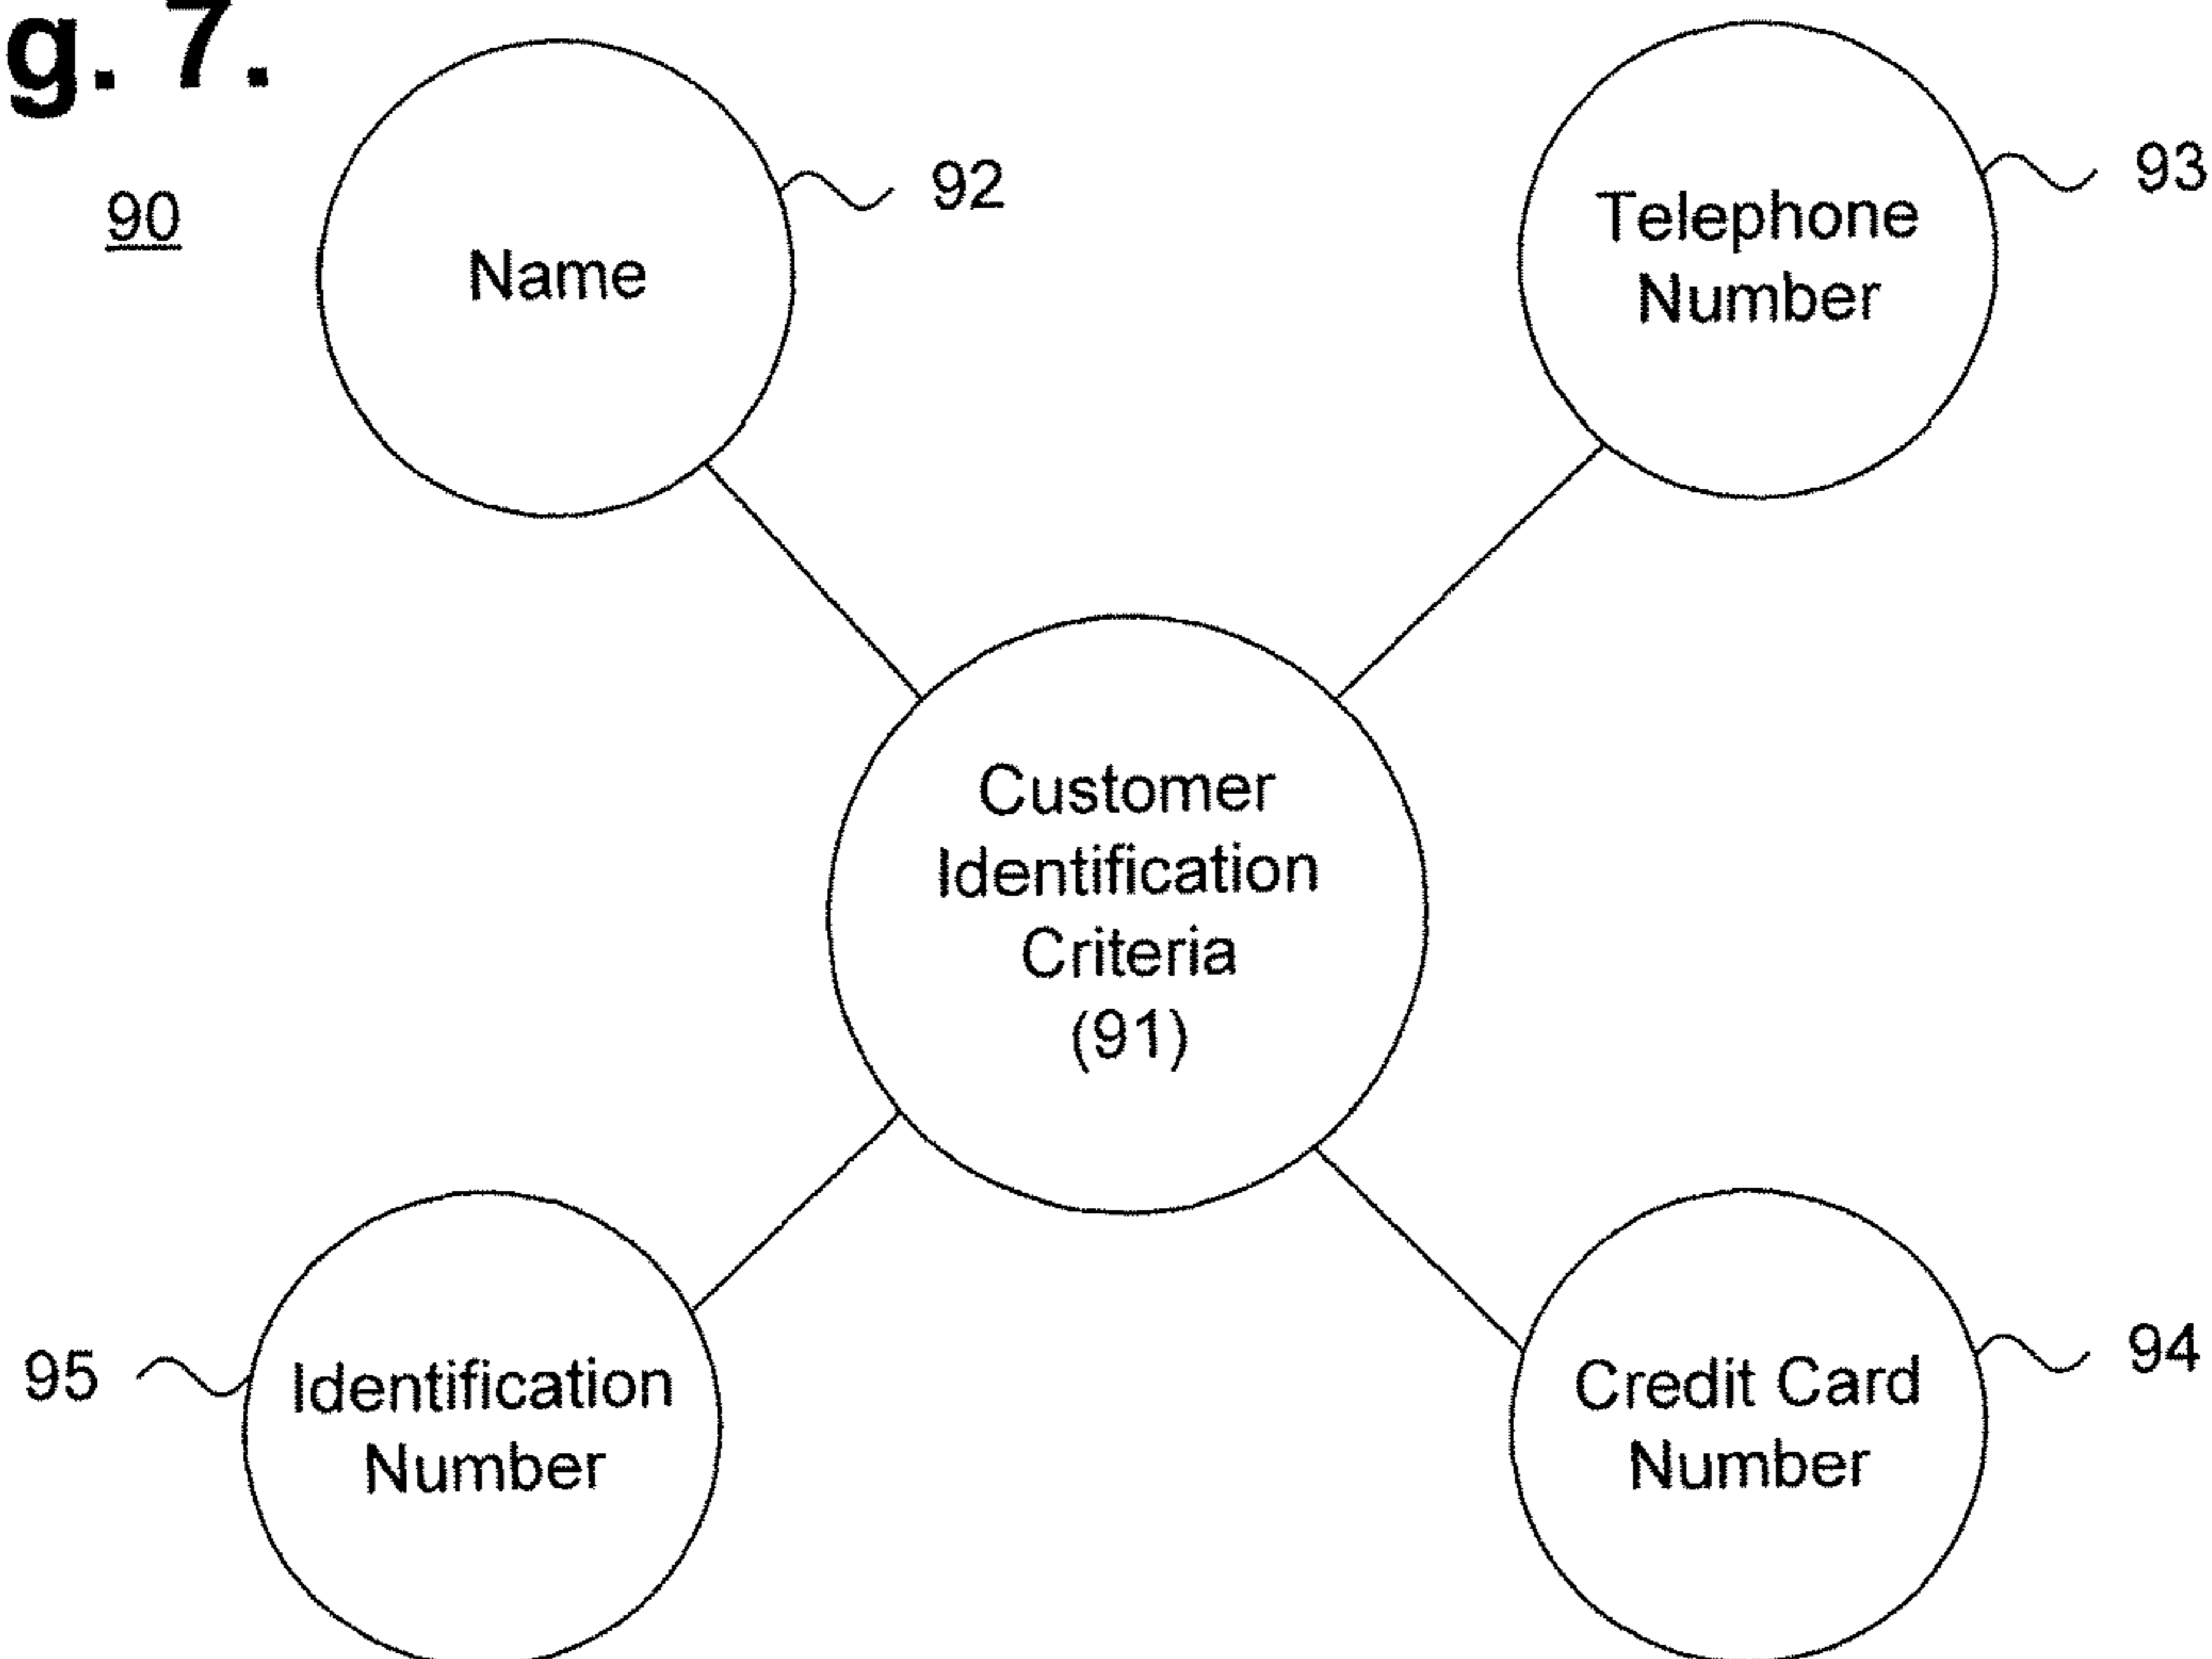 g. 7.
90
Name
92
Telephone
Number
93
Customer
Identification
Criteria
(91)
95
Identification
Number
Credit Card
Number
94